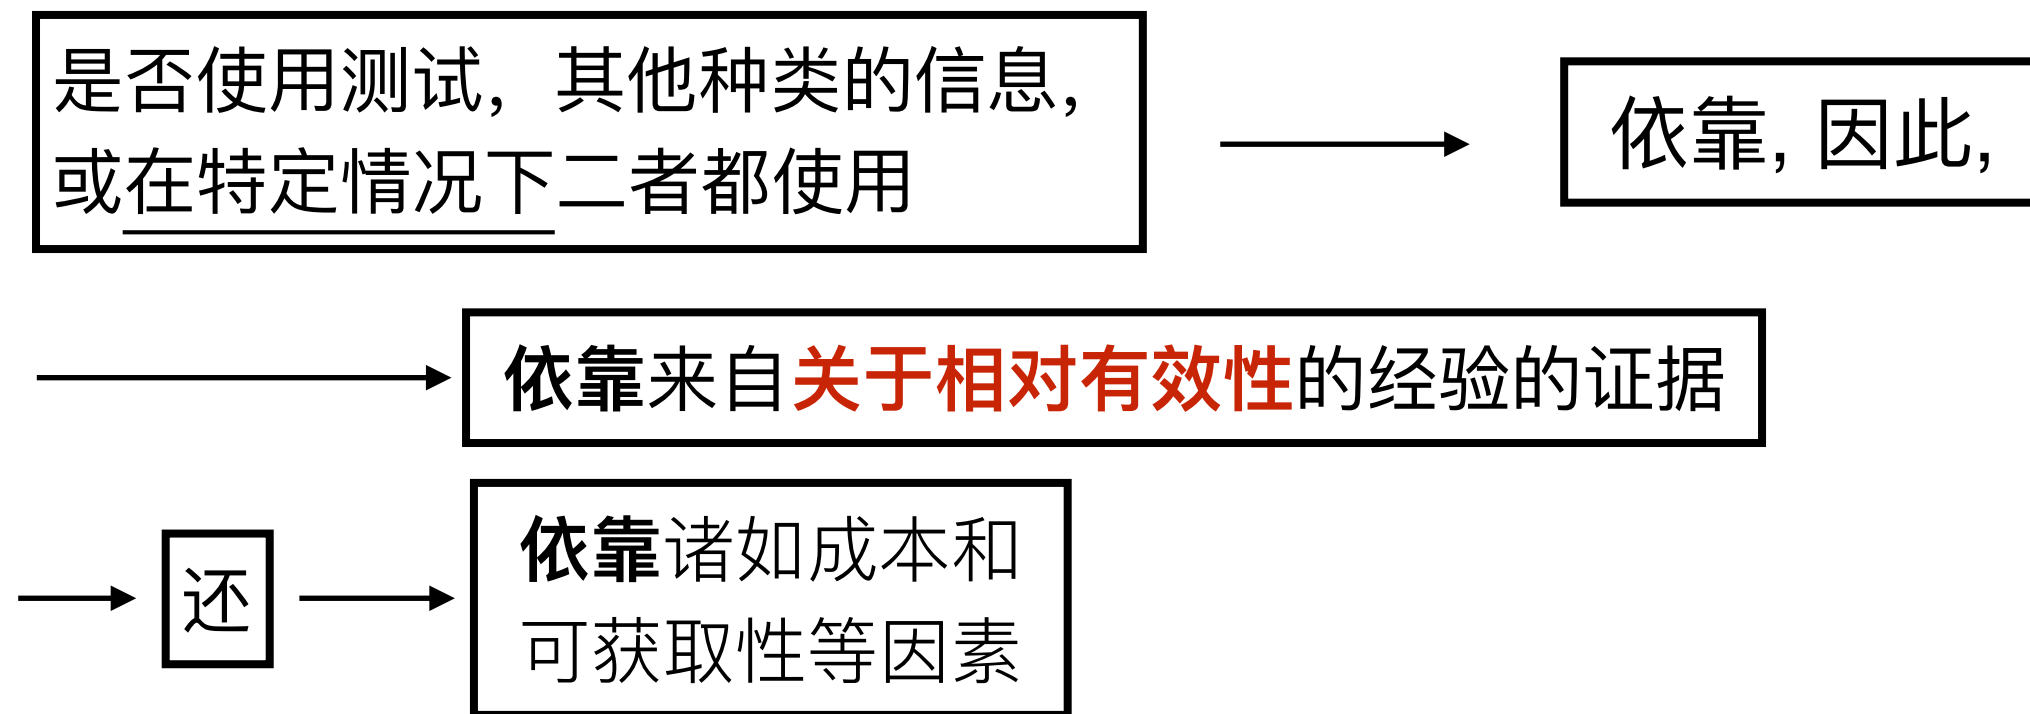 是否使用测试，其他种类的信息，
或在特定情况下二者都使用
依靠, 因此,
依靠来自关于相对有效性的经验的证据
还
依靠诸如成本和
可获取性等因素